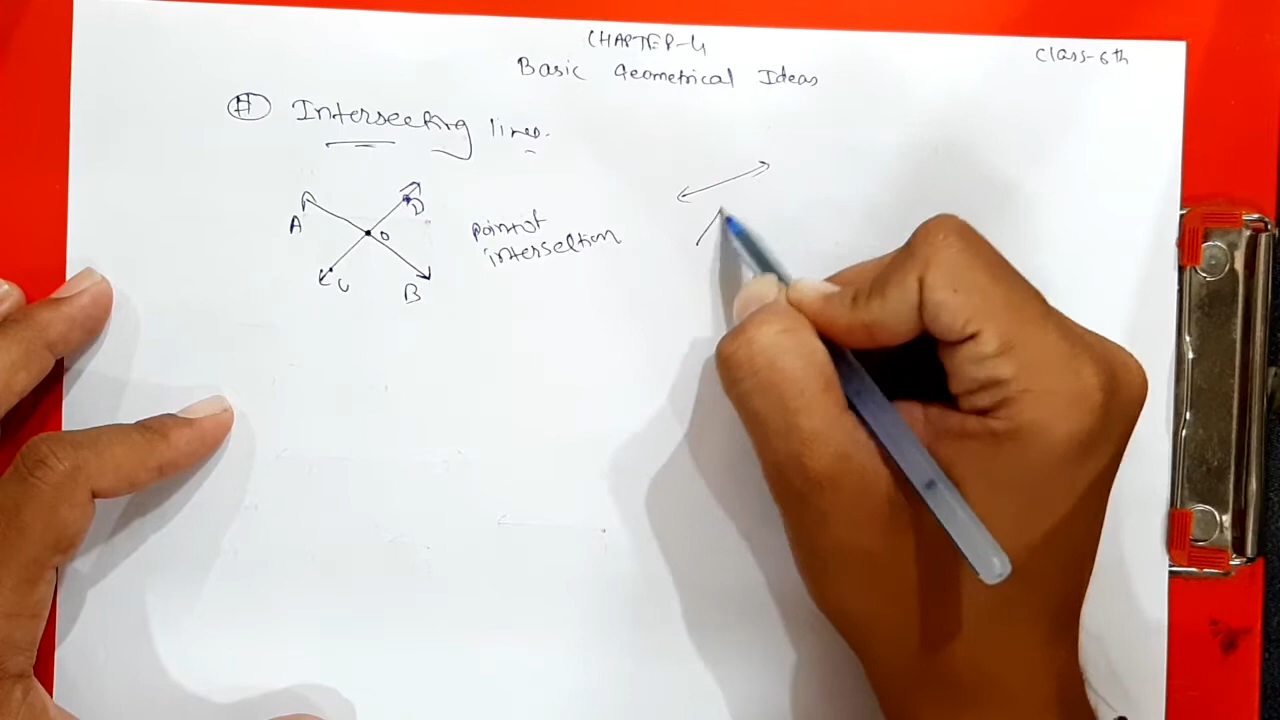 CHAPTER-4
Class-6th
Basic Geometrical Ideas
# Intersecting lines.
A
D
O
C
B
point of
intersection